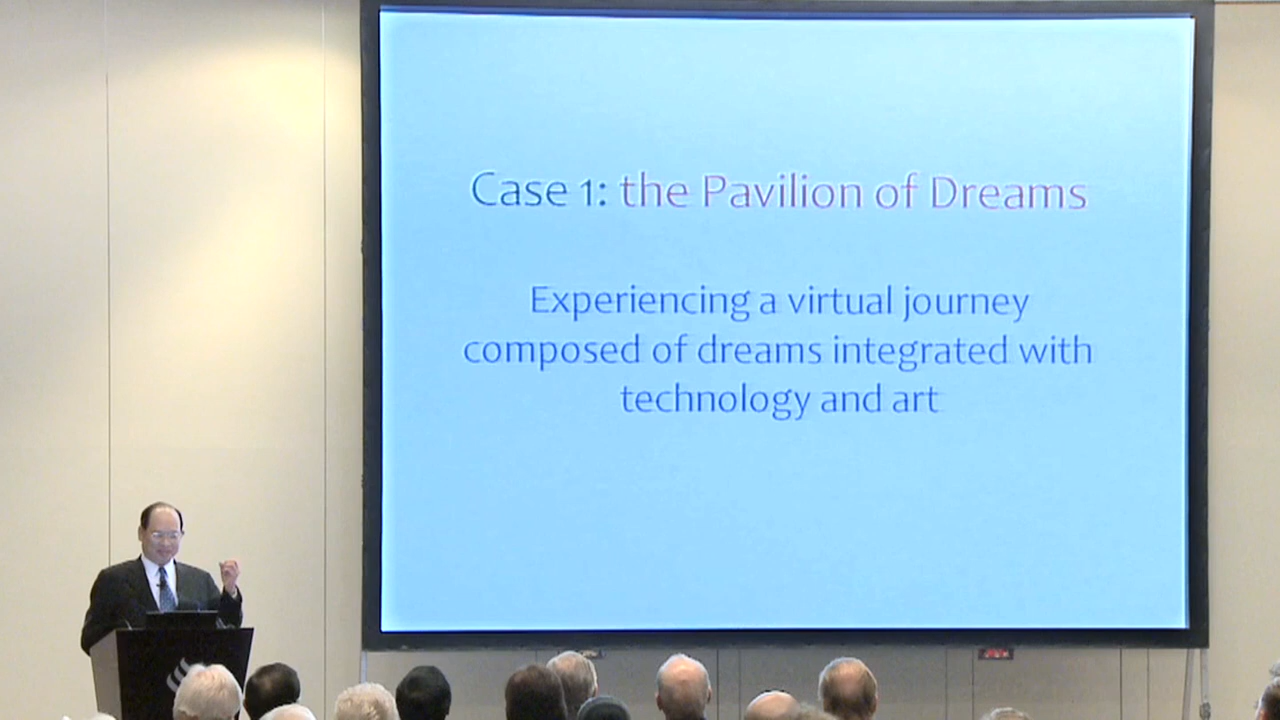 Case 1: the Pavilion of Dreams
Experiencing a virtual journey
composed of dreams integrated with
technology and art